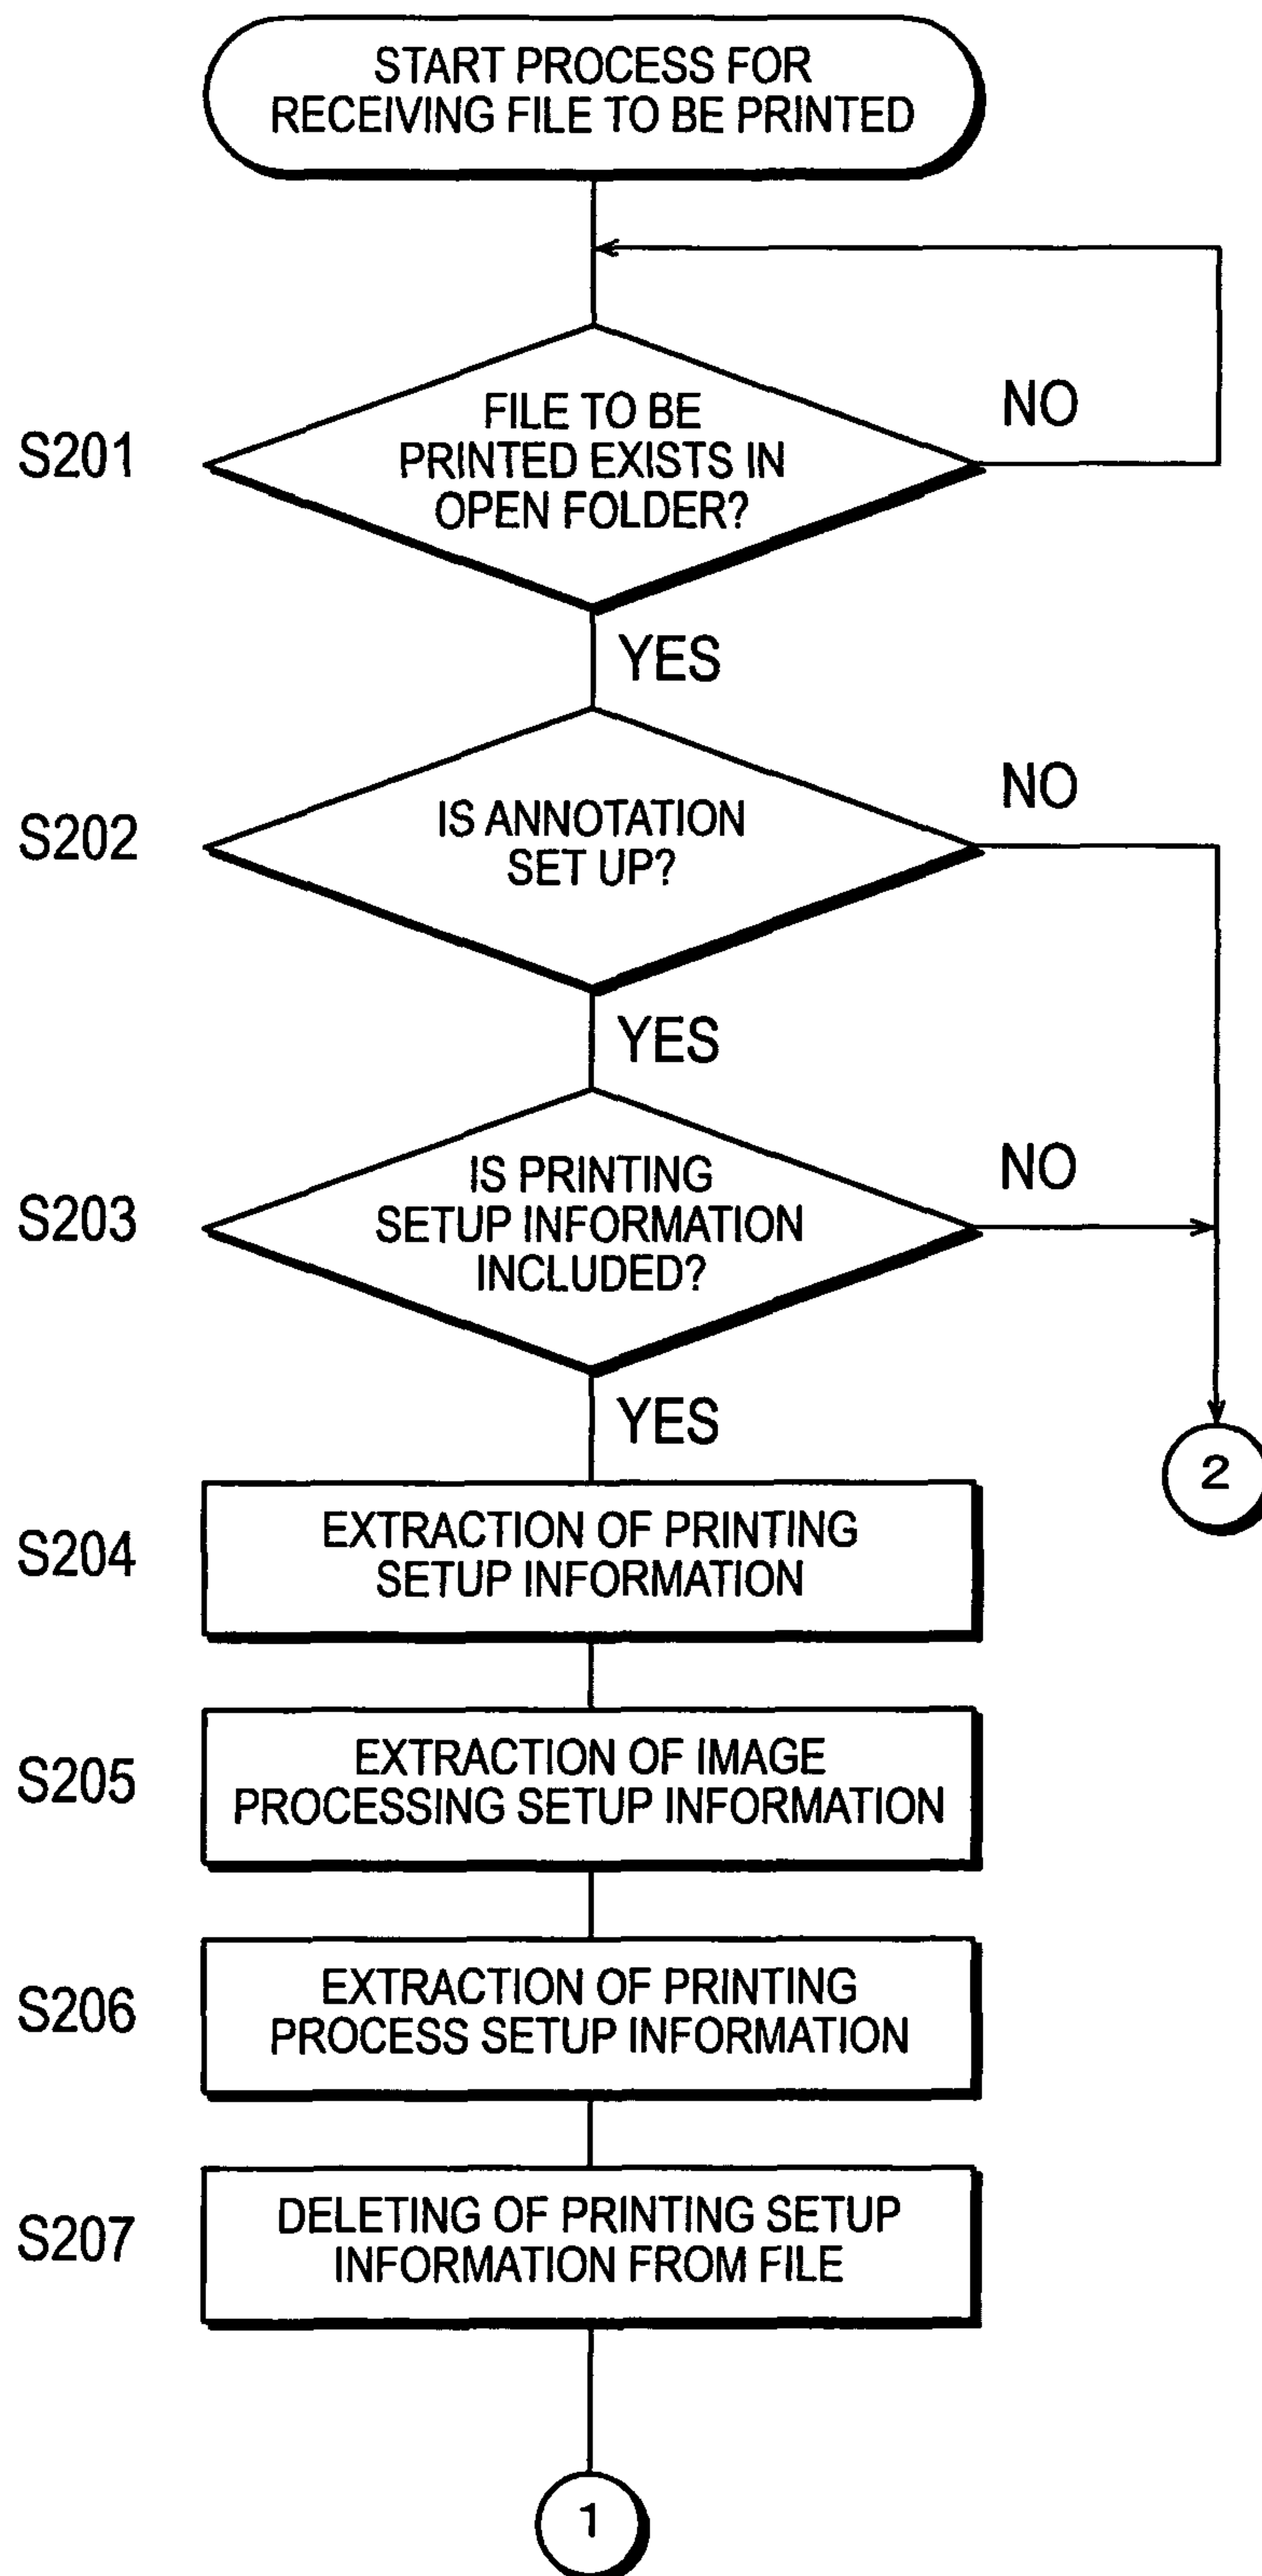 START PROCESS FOR
RECEIVING FILE TO BE PRINTED
S201
FILE TO BE
PRINTED EXISTS IN
OPEN FOLDER?
NO
YES
S202
IS ANNOTATION
SET UP?
NO
YES
S203
IS PRINTING
SETUP INFORMATION
INCLUDED?
NO
YES
2
S204
EXTRACTION OF PRINTING
SETUP INFORMATION
S205
EXTRACTION OF IMAGE
PROCESSING SETUP INFORMATION
S206
EXTRACTION OF PRINTING
PROCESS SETUP INFORMATION
S207
DELETING OF PRINTING SETUP
INFORMATION FROM FILE
1